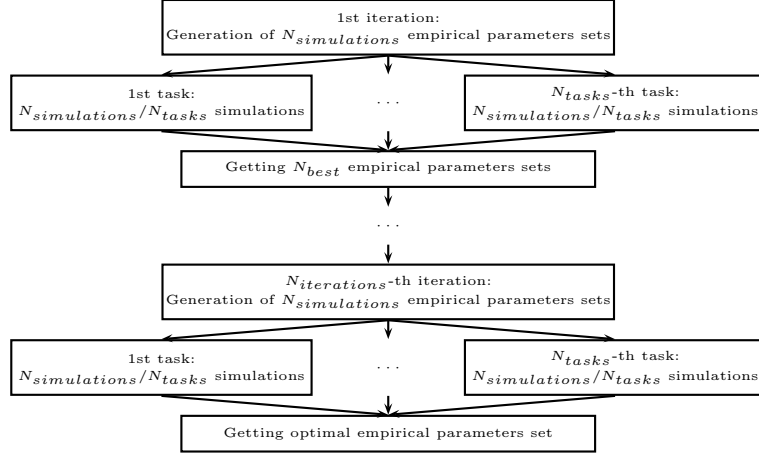 1st iteration:
Generation of N_simulations empirical parameters sets
1st task:
N_simulations/N_tasks simulations
...
N_tasks-th task:
N_simulations/N_tasks simulations
Getting N_best empirical parameters sets
...
N_iterations-th iteration:
Generation of N_simulations empirical parameters sets
1st task:
N_simulations/N_tasks simulations
...
N_tasks-th task:
N_simulations/N_tasks simulations
Getting optimal empirical parameters set